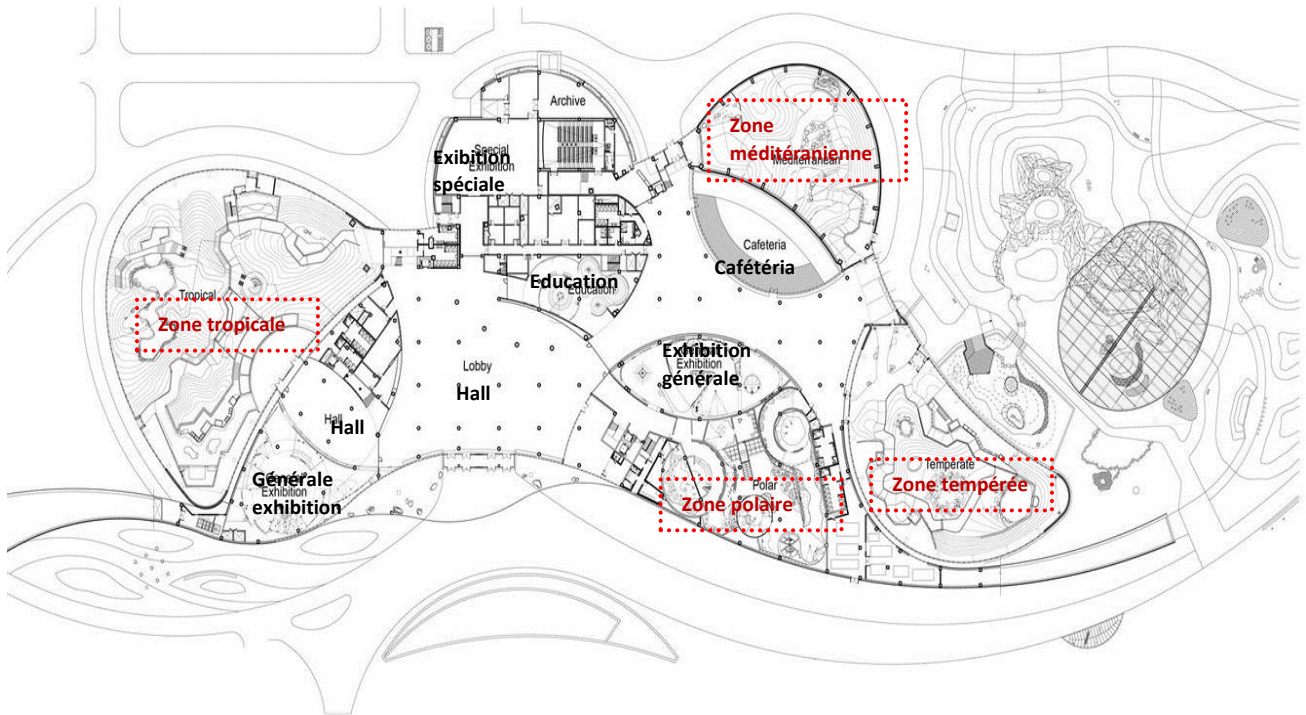 Archive
Special
Exhibition
Exibition
spéciale
Zone
méditéranienne
Mediterranean
Cafeteria
Cafétéria
Education
Education
Tropical
Zone tropicale
Exhibition
générale
Exhibition
Lobby
Hall
Hall
Hall
Générale
exhibition
Exhibition
Polar
Zone polaire
Temperate
Zone tempérée